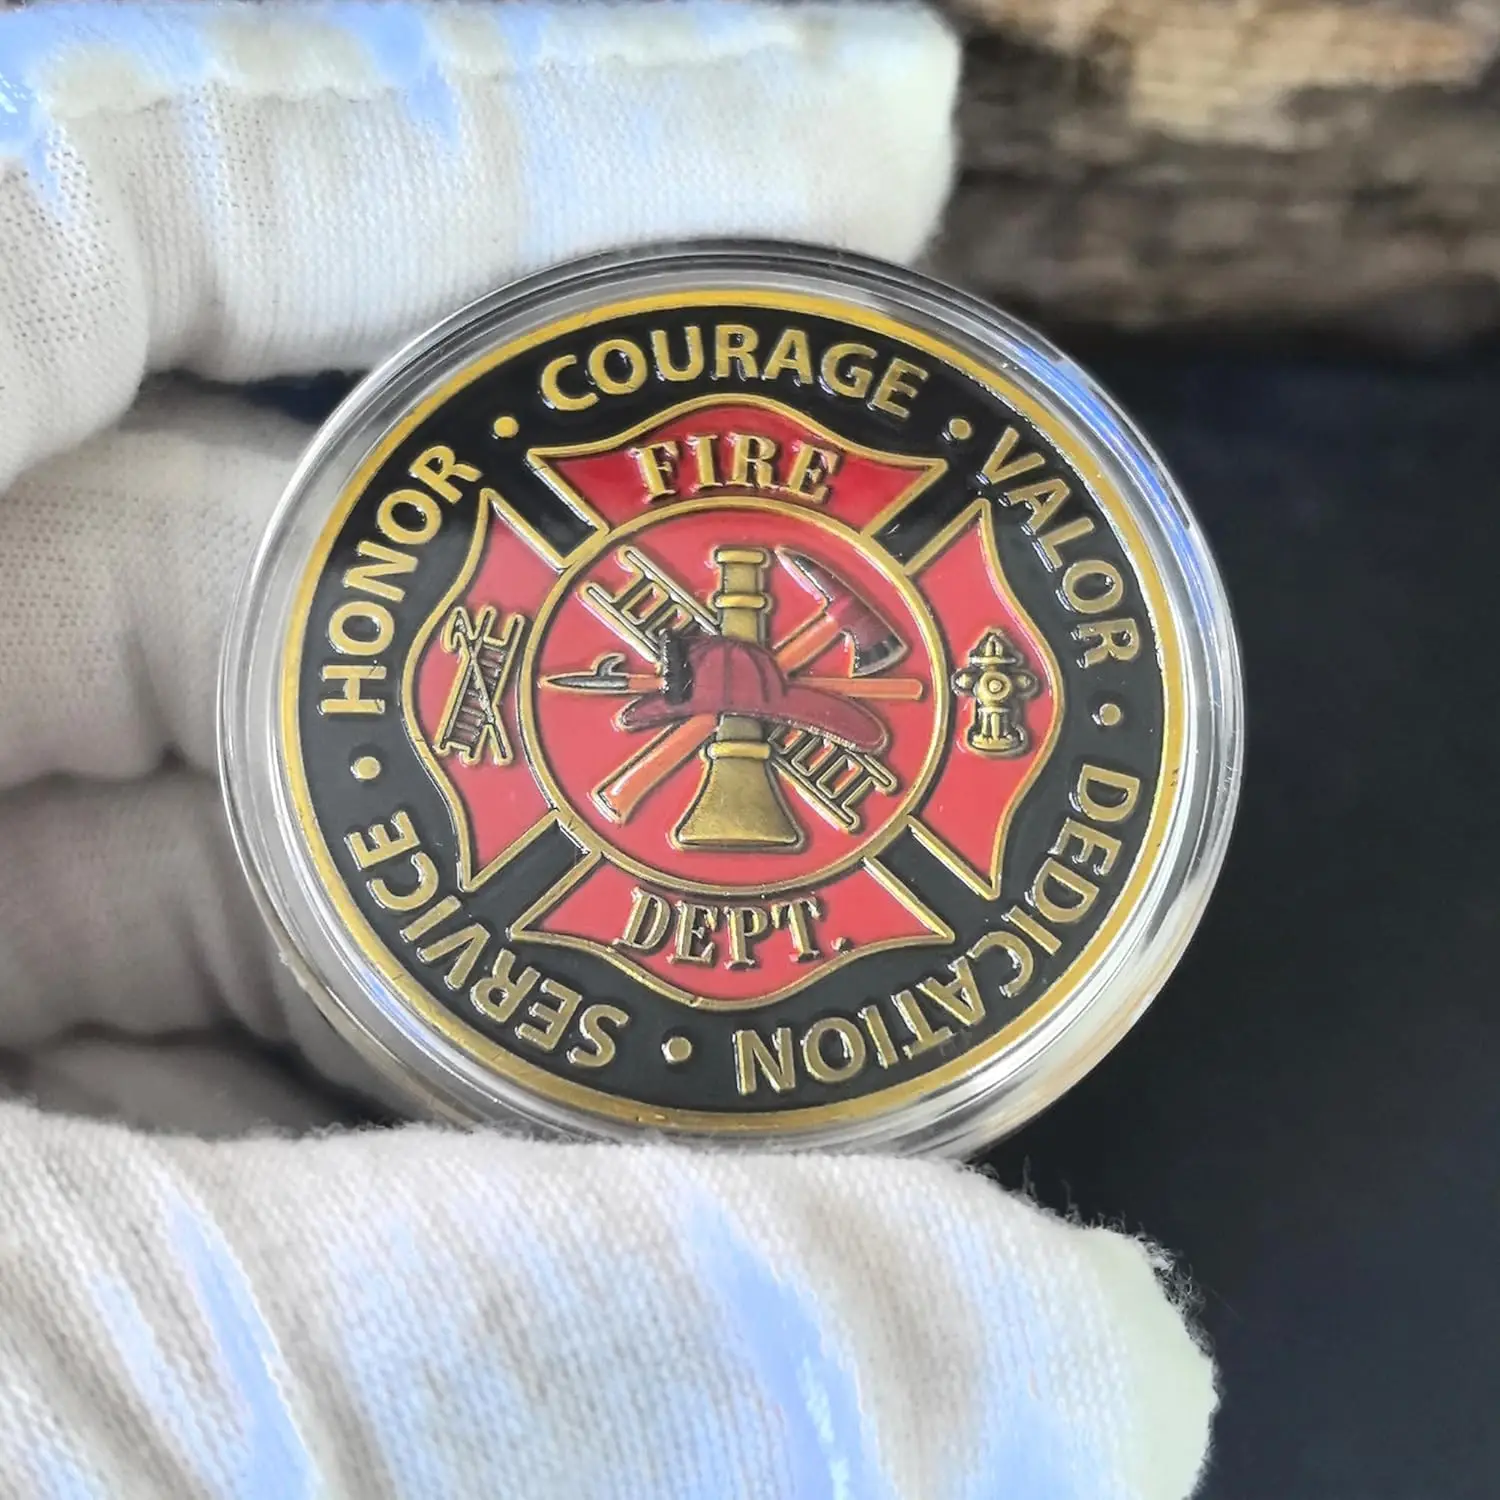 HONOR • COURAGE • VALOR • DEDICATION • SERVICE •
FIRE
DEPT.